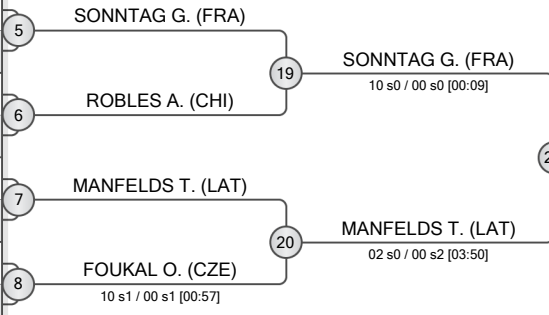 SONNTAG G. (FRA)
5
19
SONNTAG G. (FRA)
10 s0 / 00 s0 [00:09]
ROBLES A. (CHI)
6
MANFELDS T. (LAT)
7
20
MANFELDS T. (LAT)
02 s0 / 00 s2 [03:50]
FOUKAL O. (CZE)
8
10 s1 / 00 s1 [00:57]